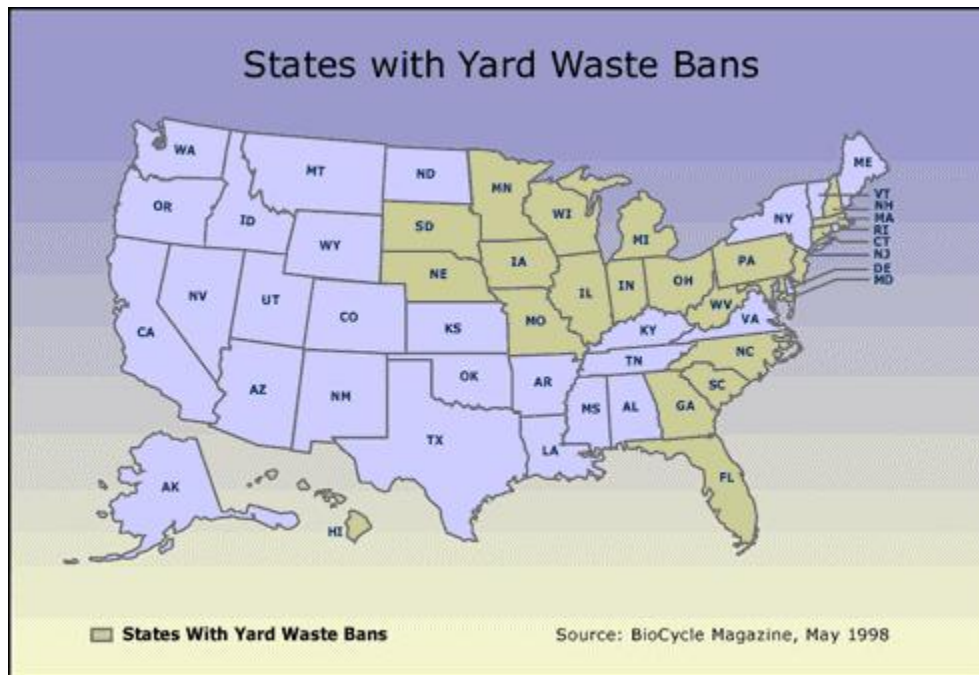 States with Yard Waste Bans
WA
MT
ND
MN
ME
OR
ID
WY
SD
WI
MI
NY
VT
NH
MA
RI
CT
NJ
DE
MD
NE
IA
PA
NV
UT
CO
KS
MO
IL
IN
OH
WV
VA
CA
KY
NC
TN
AZ
NM
OK
AR
SC
MS
AL
GA
TX
LA
FL
AK
HI
States With Yard Waste Bans
Source: BioCycle Magazine, May 1998